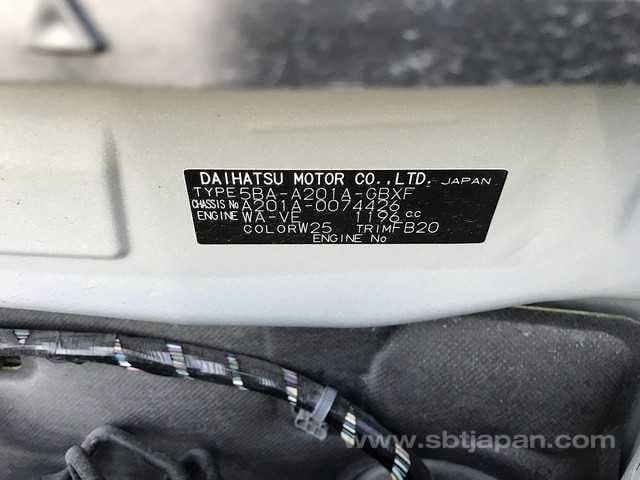 DAIHATSU MOTOR CO.,LTD. JAPAN
TYPE 5BA-A201A-GBXF
CHASSIS No A201A-0074426
ENGINE WA-VE 1196 cc
COLOR W25 TRIM FB20
ENGINE No
www.sbtjapan.com